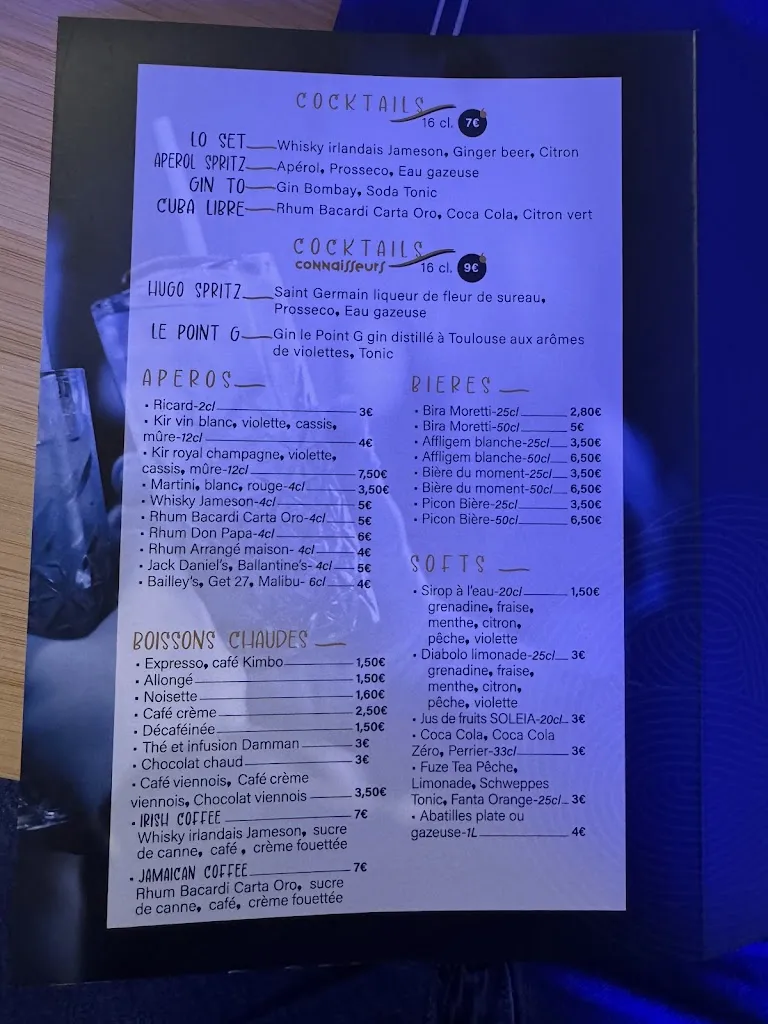 COCKTAILS
16 cl. 7€
LO SET Whisky irlandais Jameson, Ginger beer, Citron
APEROL SPRITZ Apérol, Prosseco, Eau gazeuse
GIN TO Gin Bombay, Soda Tonic
CUBA LIBRE Rhum Bacardi Carta Oro, Coca Cola, Citron vert
COCKTAILS
connaisseurs 16 cl. 9€
HUGO SPRITZ Saint Germain liqueur de fleur de sureau,
Prosseco, Eau gazeuse
LE POINT G Gin le Point G gin distillé à Toulouse aux arômes
de violettes, Tonic
APEROS
• Ricard-2cl 3€
• Kir vin blanc, violette, cassis,
mûre-12cl 4€
• Kir royal champagne, violette,
cassis, mûre-12cl 7,50€
• Martini, blanc, rouge-4cl 3,50€
• Whisky Jameson-4cl 5€
• Rhum Bacardi Carta Oro-4cl 5€
• Rhum Don Papa-4cl 6€
• Rhum Arrangé maison- 4cl 4€
• Jack Daniel's, Ballantine's- 4cl 5€
• Bailley's, Get 27, Malibu- 6cl 4€
BOISSONS CHAUDES
• Expresso, café Kimbo 1,50€
• Allongé 1,50€
• Noisette 1,60€
• Café crème 2,50€
• Décaféinée 1,50€
• Thé et infusion Damman 3€
• Chocolat chaud 3€
• Café viennois, Café crème
viennois, Chocolat viennois 3,50€
• IRISH COFFEE 7€
Whisky irlandais Jameson, sucre
de canne, café , crème fouettée
• JAMAICAN COFFEE 7€
Rhum Bacardi Carta Oro, sucre
de canne, café, crème fouettée
BIERES
• Bira Moretti-25cl 2,80€
• Bira Moretti-50cl 5€
• Affligem blanche-25cl 3,50€
• Affligem blanche-50cl 6,50€
• Bière du moment-25cl 3,50€
• Bière du moment-50cl 6,50€
• Picon Bière-25cl 3,50€
• Picon Bière-50cl 6,50€
SOFTS
• Sirop à l'eau-20cl 1,50€
grenadine, fraise,
menthe, citron,
pêche, violette
• Diabolo limonade-25cl 3€
grenadine, fraise,
menthe, citron,
pêche, violette
• Jus de fruits SOLEIA-20cl 3€
• Coca Cola, Coca Cola
Zéro, Perrier-33cl 3€
• Fuze Tea Pêche,
Limonade, Schweppes
Tonic, Fanta Orange-25cl 3€
• Abatilles plate ou
gazeuse-1L 4€